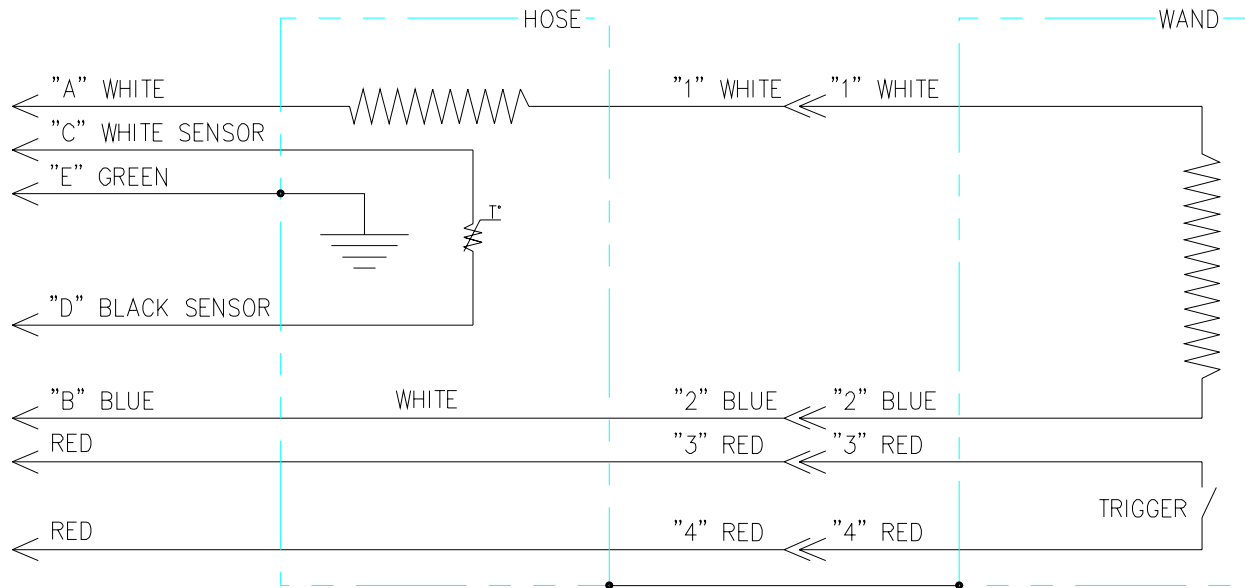 HOSE WAND
"A" WHITE "1" WHITE "1" WHITE
"C" WHITE SENSOR
"E" GREEN
T°
"D" BLACK SENSOR
"B" BLUE WHITE "2" BLUE "2" BLUE
RED "3" RED "3" RED
TRIGGER
RED "4" RED "4" RED